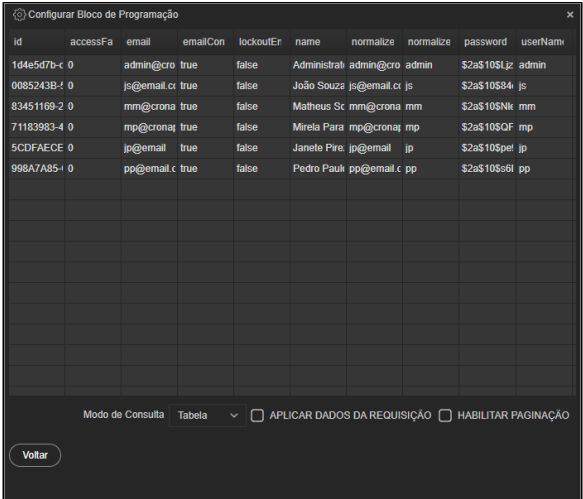 Configurar Bloco de Programação ×
id accessFa email emailCon lockoutEn name normalize normalize password userName
1d4e5d7b-c 0 admin@cro true false Administrato admin@cro admin $2a$10$Ljz admin
0085243B-5 0 js@email.cc true false João Souza js@email.cc js $2a$10$84 js
83451169-2 0 mm@crona true false Matheus Sc mm@crona mm $2a$10$Nk mm
71183983-4 0 mp@cronap true false Mirela Para mp@cronap mp $2a$10$QF mp
5CDFAECE 0 jp@email true false Janete Pire jp@email jp $2a$10$pe jp
998A7A85- 0 pp@email.c true false Pedro Paulo pp@email.c pp $2a$10$s6l pp
Modo de Consulta Tabela APLICAR DADOS DA REQUISIÇÃO HABILITAR PAGINAÇÃO
Voltar